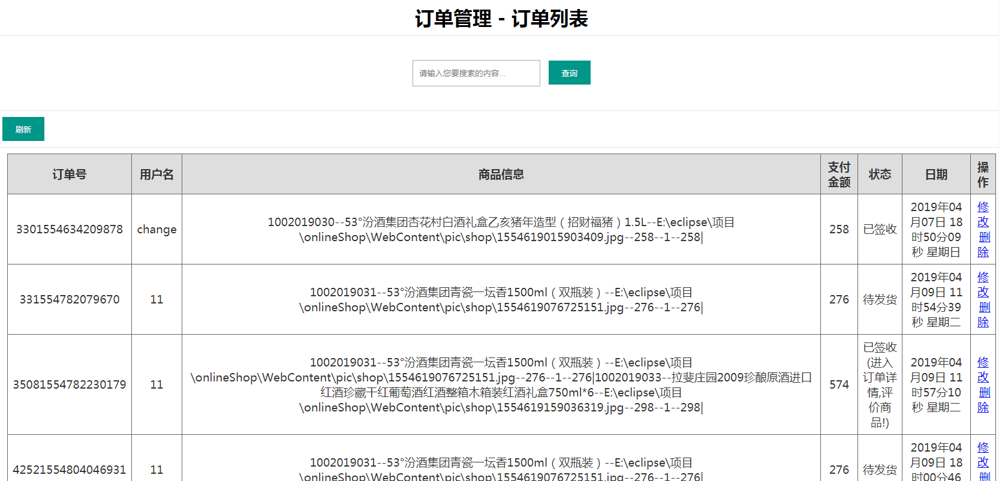 订单管理 - 订单列表
请输入您要搜索的内容...
查询
刷新
订单号 用户名 商品信息 支付金额 状态 日期 操作
3301554634209878
change
1002019030--53°汾酒集团杏花村白酒礼盒乙亥猪年造型（招财福猪）1.5L--E:\eclipse\项目
\onlineShop\WebContent\pic\shop\1554619015903409.jpg--258--1--258|
258
已签收
2019年04
月07日 18
时50分09
秒 星期日
修
改
删
除
331554782079670
11
1002019031--53°汾酒集团青瓷一坛香1500ml（双瓶装）--E:\eclipse\项目
\onlineShop\WebContent\pic\shop\1554619076725151.jpg--276--1--276|
276
待发货
2019年04
月09日 11
时54分39
秒 星期二
修
改
删
除
35081554782230179
11
1002019031--53°汾酒集团青瓷一坛香1500ml（双瓶装）--E:\eclipse\项目
\onlineShop\WebContent\pic\shop\1554619076725151.jpg--276--1--276|1002019033--拉斐庄园2009珍酿原酒进口
红酒珍藏干红葡萄酒红酒整箱木箱装红酒礼盒750ml*6--E:\eclipse\项目
\onlineShop\WebContent\pic\shop\1554619159036319.jpg--298--1--298|
574
已签收
(进入
订单详
情,评
价商
品!)
2019年04
月09日 11
时57分10
秒 星期二
修
改
删
除
42521554804046931
11
1002019031--53°汾酒集团青瓷一坛香1500ml（双瓶装）--E:\eclipse\项目
\onlineShop\WebContent\pic\shop\1554619076725151.jpg--276--1--276|
276
待发货
2019年04
月09日 18
时00分46
修
改
删